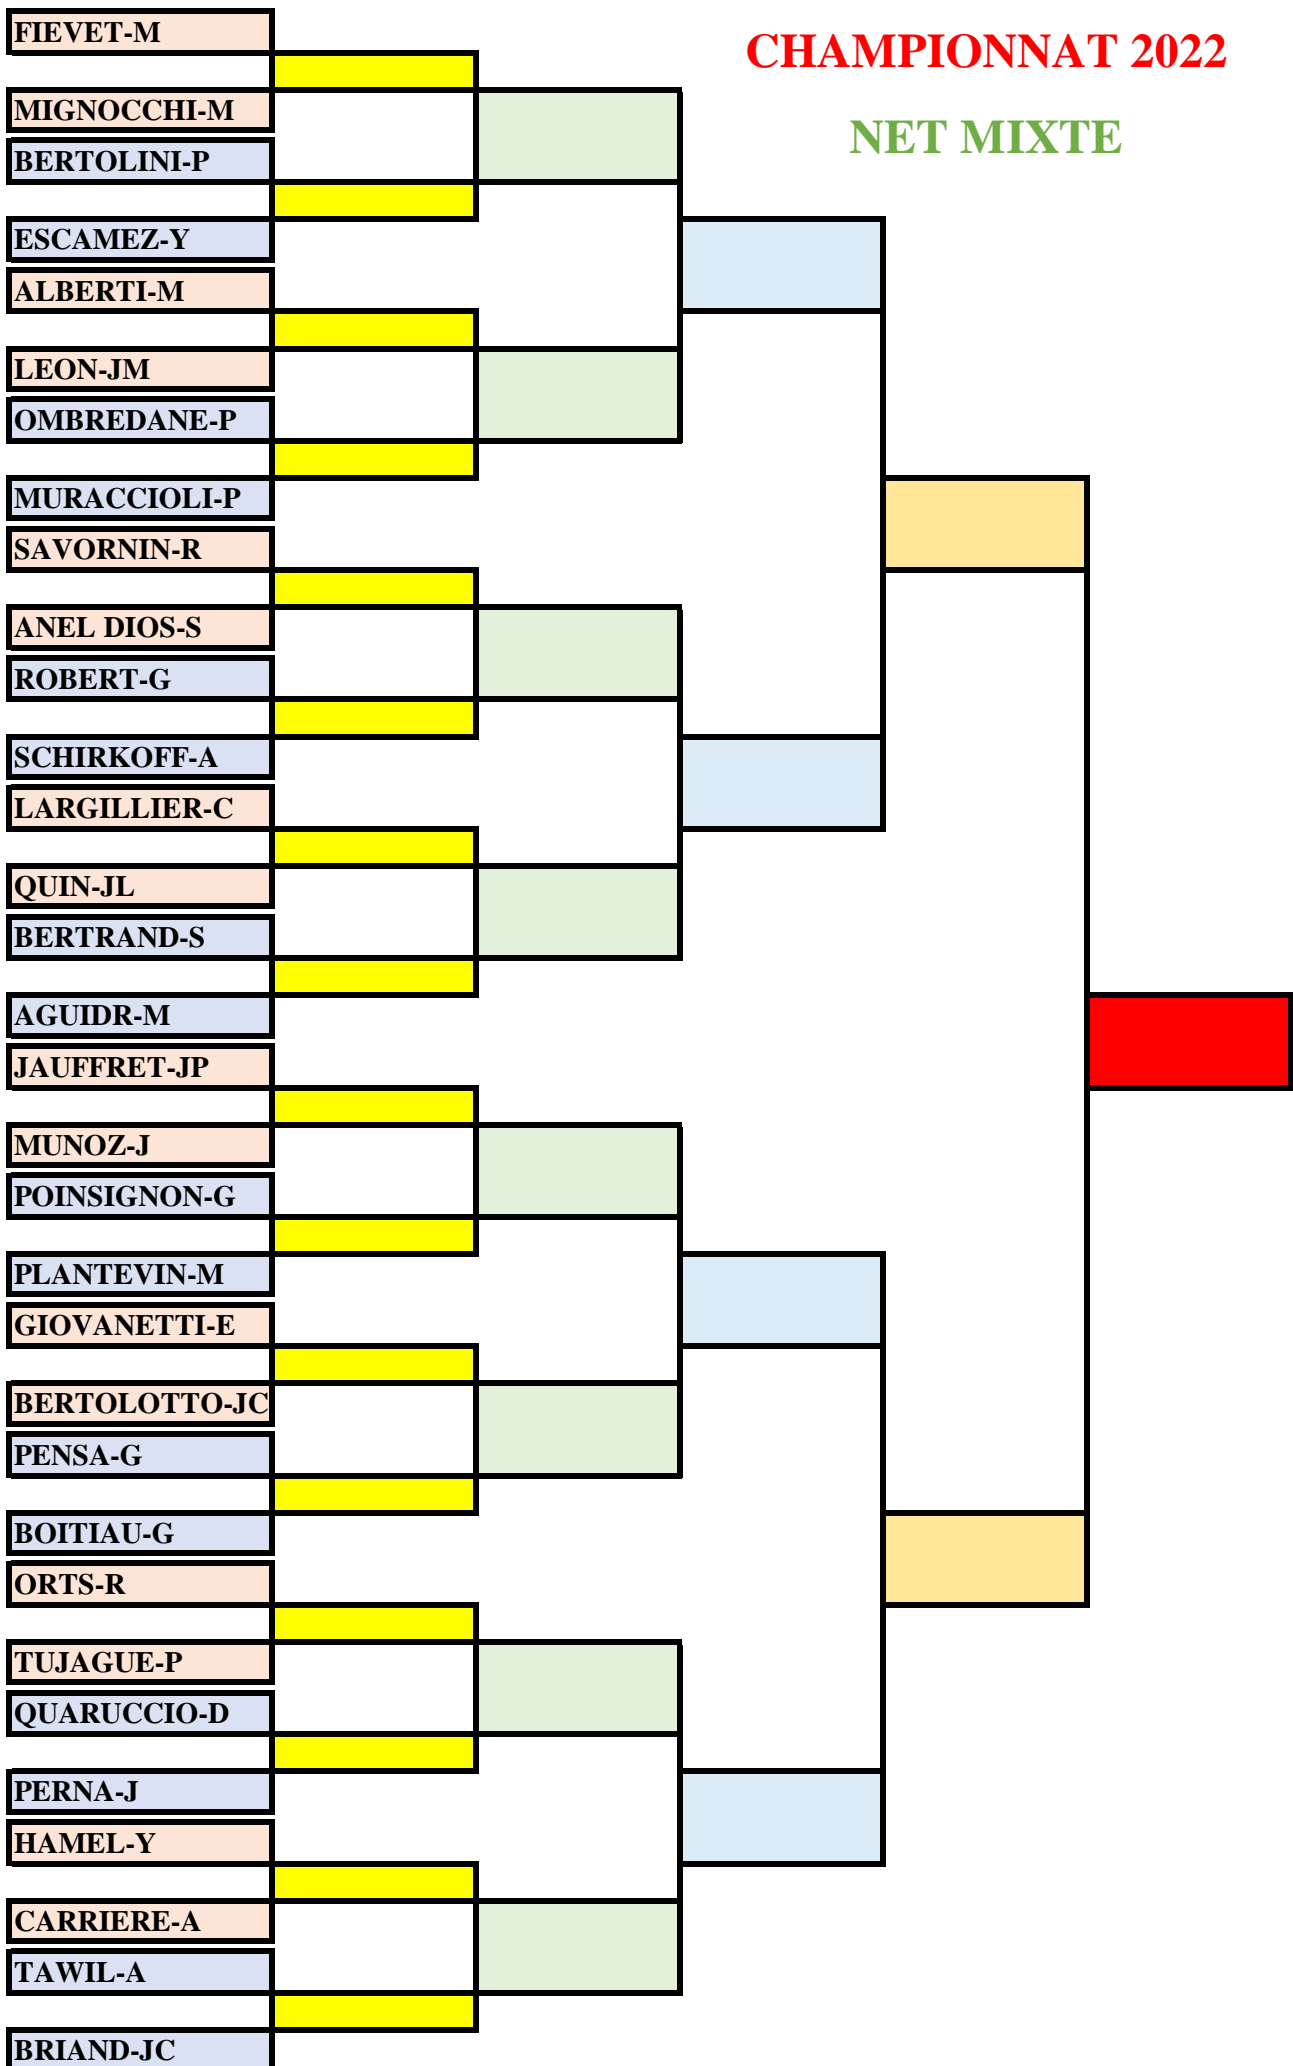 FIEVET-M
CHAMPIONNAT 2022
MIGNOCCHI-M
NET MIXTE
BERTOLINI-P
ESCAMEZ-Y
ALBERTI-M
LEON-JM
OMBREDANE-P
MURACCIOLI-P
SAVORNIN-R
ANEL DIOS-S
ROBERT-G
SCHIRKOFF-A
LARGILLIER-C
QUIN-JL
BERTRAND-S
AGUIDR-M
JAUFFRET-JP
MUNOZ-J
POINSIGNON-G
PLANTEVIN-M
GIOVANETTI-E
BERTOLOTTO-JC
PENSA-G
BOITIAU-G
ORTS-R
TUJAGUE-P
QUARUCCIO-D
PERNA-J
HAMEL-Y
CARRIERE-A
TAWIL-A
BRIAND-JC